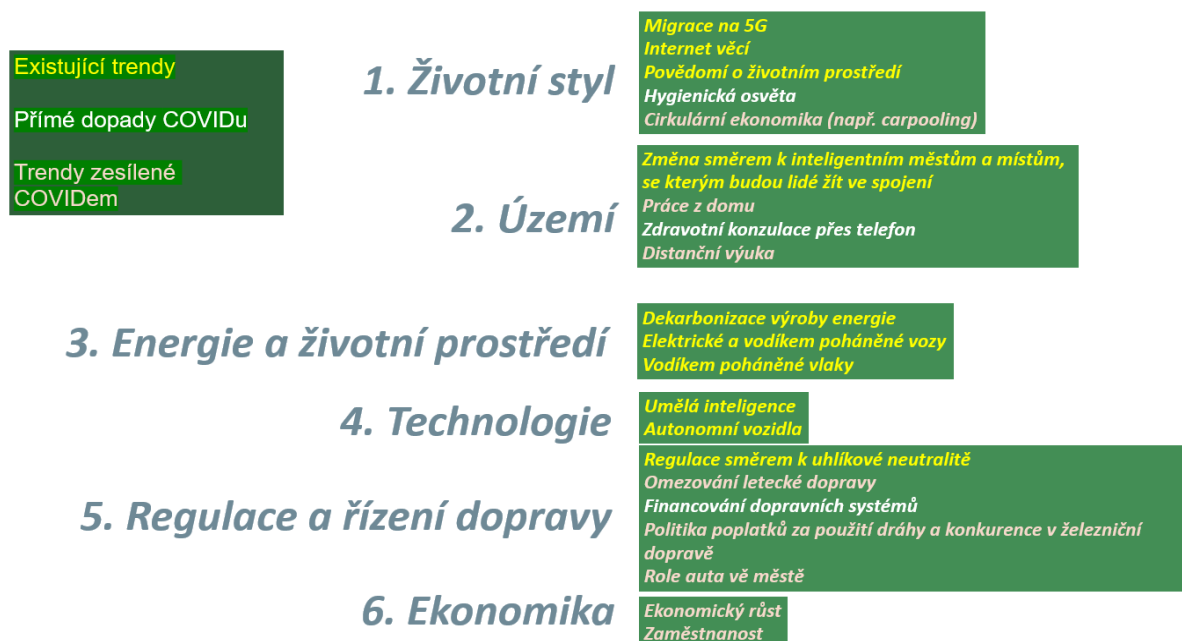 Existující trendy
Přímé dopady COVIDu
Trendy zesílené
COVIDem
1. Životní styl
Migrace na 5G
Internet věcí
Povědomí o životním prostředí
Hygienická osvěta
Cirkulární ekonomika (např. carpooling)
2. Území
Změna směrem k inteligentním městům a místům,
se kterým budou lidé žít ve spojení
Práce z domu
Zdravotní konzulace přes telefon
Distanční výuka
3. Energie a životní prostředí
Dekarbonizace výroby energie
Elektrické a vodíkem poháněné vozy
Vodíkem poháněné vlaky
4. Technologie
Umělá inteligence
Autonomní vozidla
5. Regulace a řízení dopravy
Regulace směrem k uhlíkové neutralitě
Omezování letecké dopravy
Financování dopravních systémů
Politika poplatků za použití dráhy a konkurence v železniční
dopravě
Role auta vě městě
6. Ekonomika
Ekonomický růst
Zaměstnanost